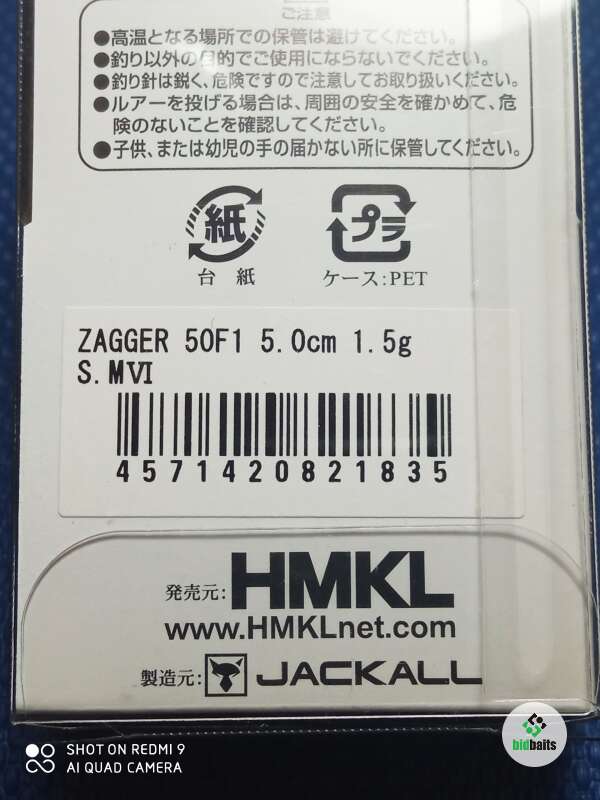 ご注意
●高温となる場所での保管は避けてください。
●釣り以外の目的でご使用にならないでください。
●釣り針は鋭く、危険ですので注意してお取り扱いください。
●ルアーを投げる場合は、周囲の安全を確かめて、危
険のないことを確認してください。
●子供、または幼児の手の届かない所に保管してください。
紙
プラ
台紙
ケース:PET
ZAGGER 50F1 5.0cm 1.5g
S.MⅥ
4571420821835
発売元: HMKL
www.HMKLnet.com
製造元: JACKALL
SHOT ON REDMI 9
AI QUAD CAMERA
bidbaits